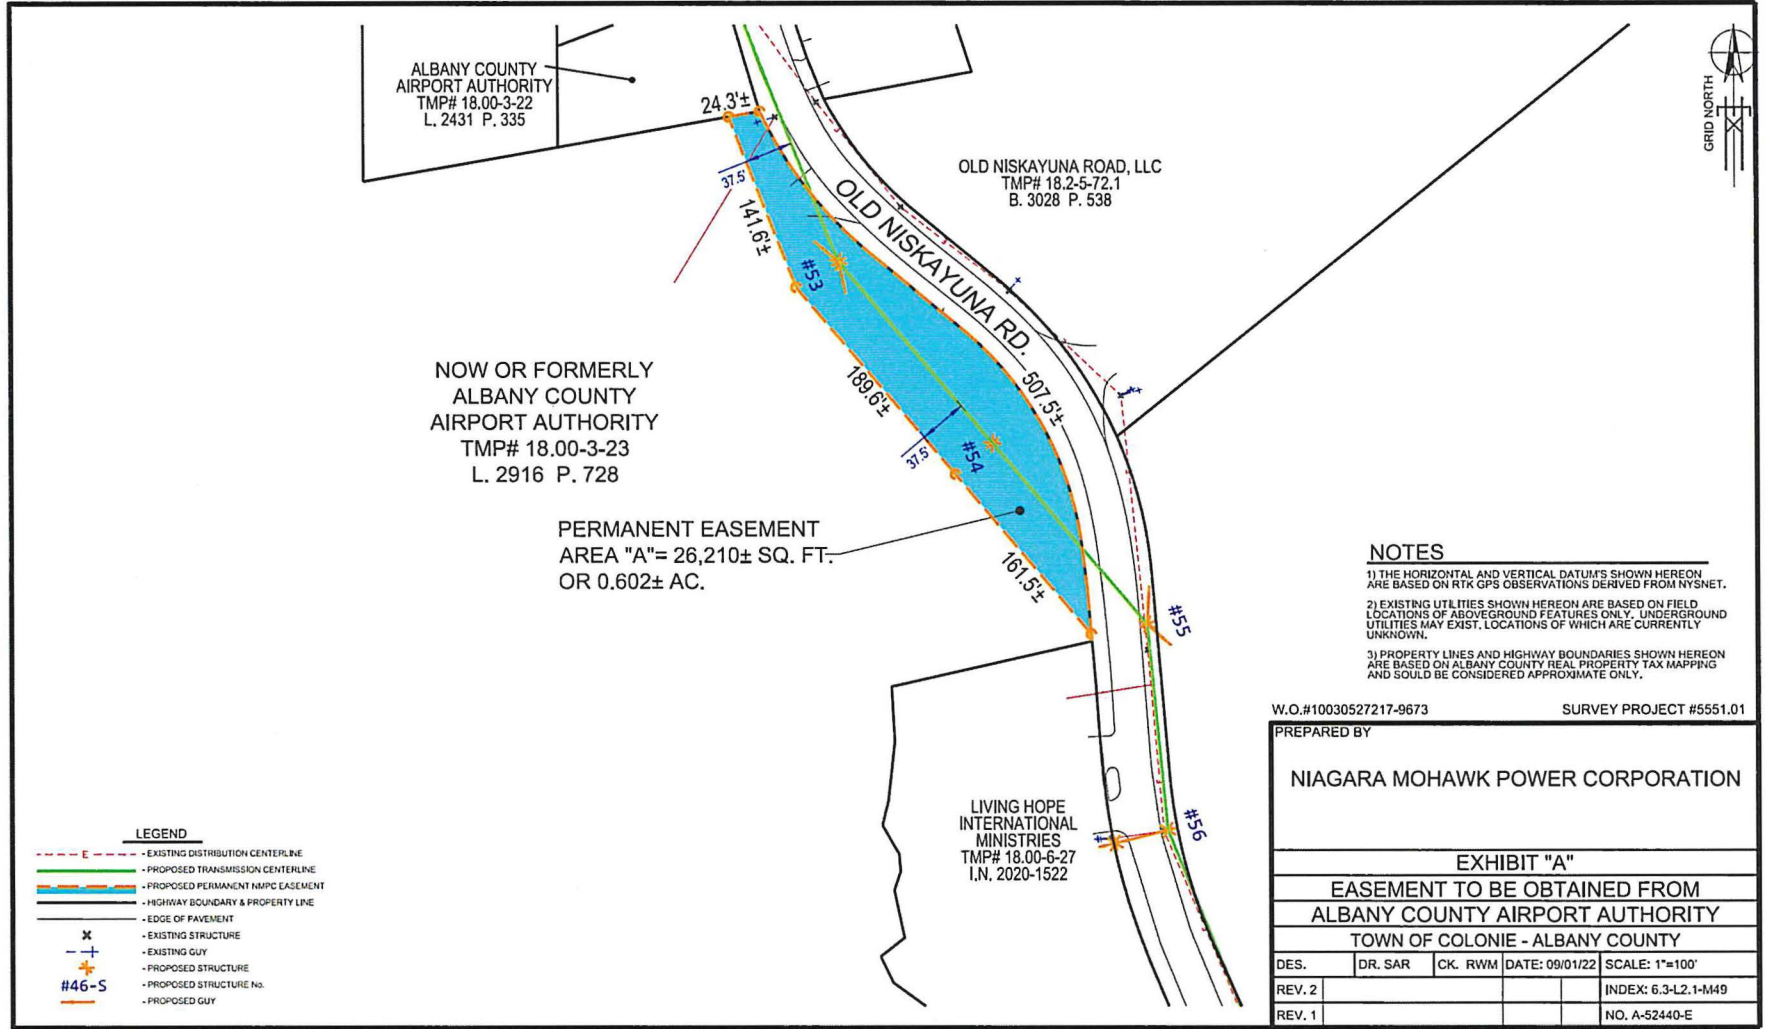 ALBANY COUNTY
AIRPORT AUTHORITY
TMP# 18.00-3-22
L. 2431 P. 335
24.3'±
GRID NORTH
OLD NISKAYUNA ROAD, LLC
TMP# 18.2-5-72.1
B. 3028 P. 538
37.5'
141.6'±
OLD NISKAYUNA RD.
#53
NOW OR FORMERLY
ALBANY COUNTY
AIRPORT AUTHORITY
TMP# 18.00-3-23
L. 2916 P. 728
189.6'±
507.5'±
37.5'
#54
PERMANENT EASEMENT
AREA "A"= 26,210± SQ. FT.
OR 0.602± AC.
161.5'±
#55
NOTES
1) THE HORIZONTAL AND VERTICAL DATUM'S SHOWN HEREON
ARE BASED ON RTK GPS OBSERVATIONS DERIVED FROM NYSNET.
2) EXISTING UTILITIES SHOWN HEREON ARE BASED ON FIELD
LOCATIONS OF ABOVEGROUND FEATURES ONLY. UNDERGROUND
UTILITIES MAY EXIST, LOCATIONS OF WHICH ARE CURRENTLY
UNKNOWN.
3) PROPERTY LINES AND HIGHWAY BOUNDARIES SHOWN HEREON
ARE BASED ON ALBANY COUNTY REAL PROPERTY TAX MAPPING
AND SOULD BE CONSIDERED APPROXIMATE ONLY.
W.O.#10030527217-9673
SURVEY PROJECT #5551.01
PREPARED BY
NIAGARA MOHAWK POWER CORPORATION
LIVING HOPE
INTERNATIONAL
MINISTRIES
TMP# 18.00-6-27
I.N. 2020-1522
#56
LEGEND
E - EXISTING DISTRIBUTION CENTERLINE
- PROPOSED TRANSMISSION CENTERLINE
- PROPOSED PERMANENT NMPC EASEMENT
- HIGHWAY BOUNDARY & PROPERTY LINE
- EDGE OF PAVEMENT
- EXISTING STRUCTURE
- EXISTING GUY
- PROPOSED STRUCTURE
#46-S - PROPOSED STRUCTURE No.
- PROPOSED GUY
EXHIBIT "A"
EASEMENT TO BE OBTAINED FROM
ALBANY COUNTY AIRPORT AUTHORITY
TOWN OF COLONIE - ALBANY COUNTY
DES. DR. SAR CK. RWM DATE: 09/01/22 SCALE: 1"=100'
REV. 2 INDEX: 6.3-L2.1-M49
REV. 1 NO. A-52440-E